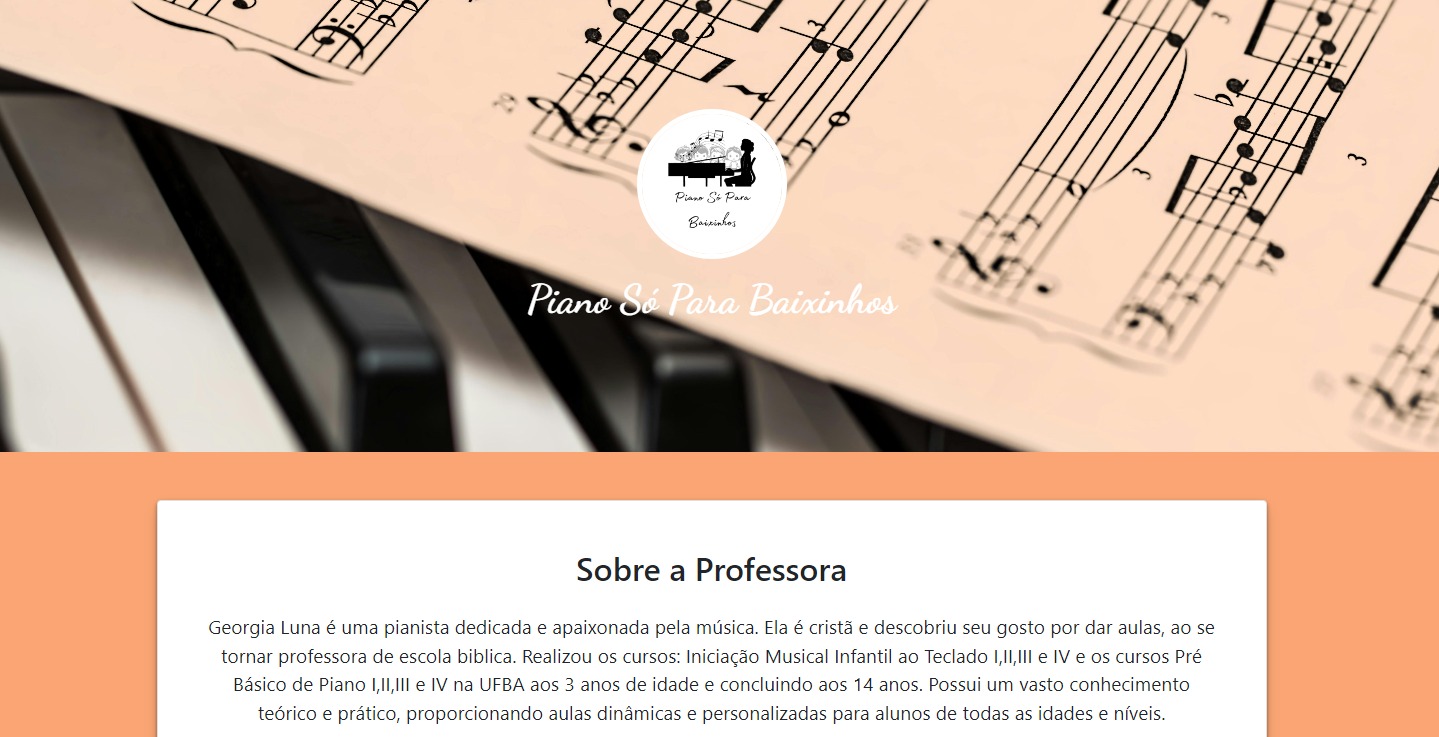 Piano Só Para
Baixinhos
Piano Só Para Baixinhos
Sobre a Professora
Georgia Luna é uma pianista dedicada e apaixonada pela música. Ela é cristã e descobriu seu gosto por dar aulas, ao se
tornar professora de escola biblica. Realizou os cursos: Iniciação Musical Infantil ao Teclado I,II,III e IV e os cursos Pré
Básico de Piano I,II,III e IV na UFBA aos 3 anos de idade e concluindo aos 14 anos. Possui um vasto conhecimento
teórico e prático, proporcionando aulas dinâmicas e personalizadas para alunos de todas as idades e níveis.